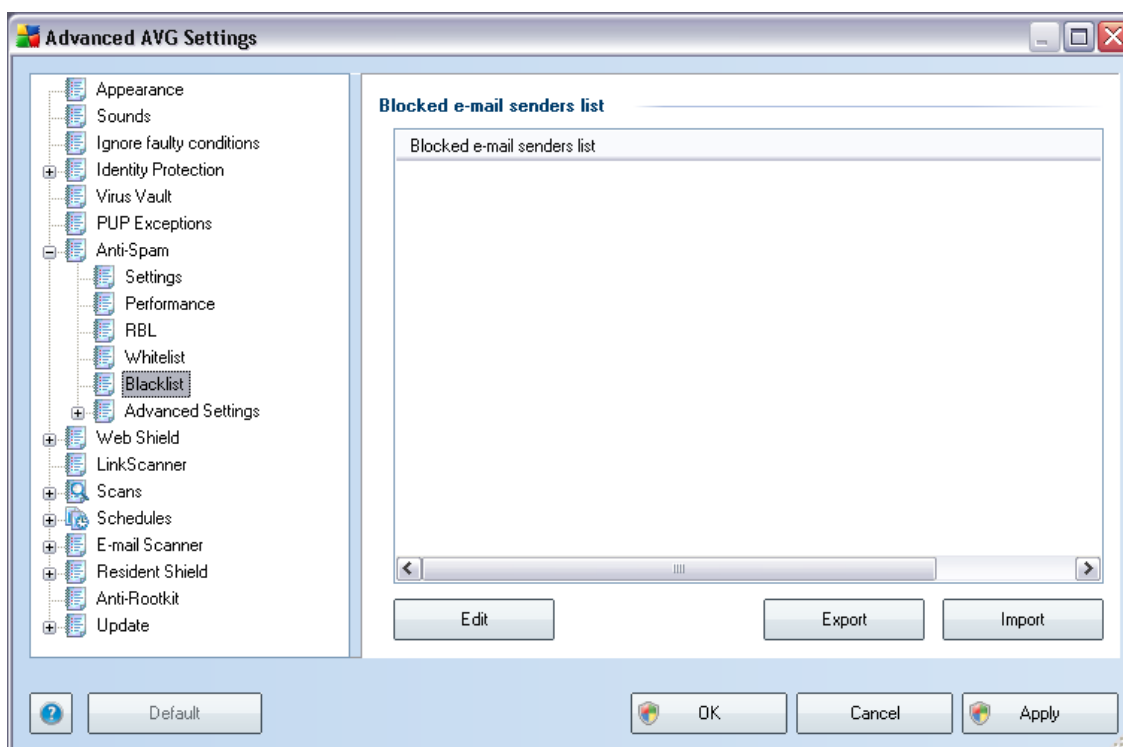 Advanced AVG Settings
Appearance
Sounds
Ignore faulty conditions
Identity Protection
Virus Vault
PUP Exceptions
Anti-Spam
Settings
Performance
RBL
Whitelist
Blacklist
Advanced Settings
Web Shield
LinkScanner
Scans
Schedules
E-mail Scanner
Resident Shield
Anti-Rootkit
Update
Blocked e-mail senders list
Blocked e-mail senders list
Edit
Export
Import
?
Default
OK
Cancel
Apply